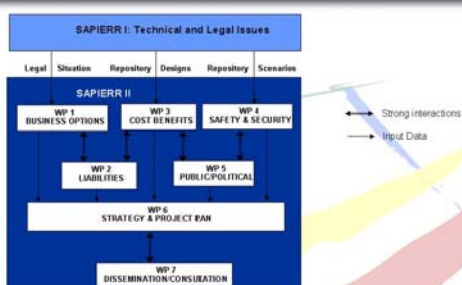 SAPIERR I: Technical and Legal Issues
Legal Situation Repository Designs Repository Scenarios
SAPIERR II
WP 1
BUSINESS OPTIONS
WP 3
COST BENEFITS
WP 4
SAFETY & SECURITY
Strong interactions
Input Data
WP 2
LIABILITIES
WP 5
PUBLIC/POLITICAL
WP 6
STRATEGY & PROJECT PAN
WP 7
DISSEMINATION/CONSULATION